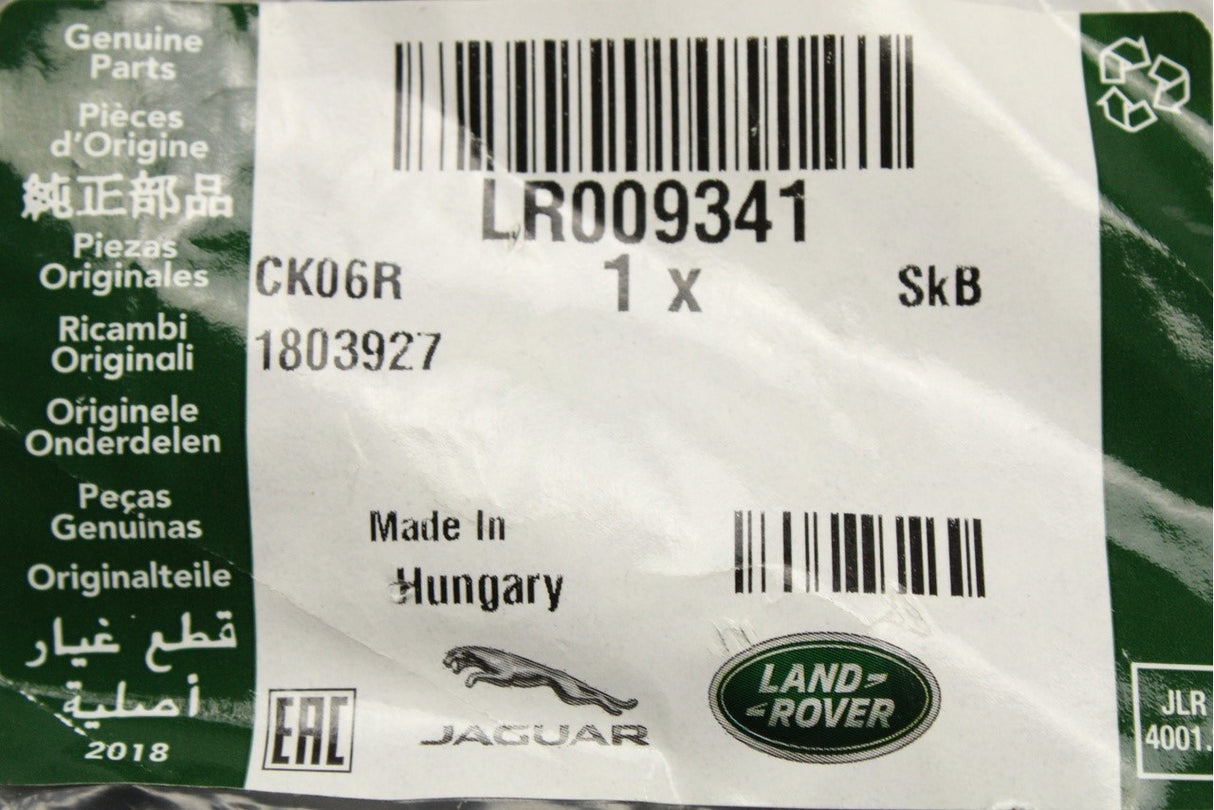 Genuine
Parts
Pièces
d'Origine
純正部品
Piezas
Originales
Ricambi
Originali
Originele
Onderdelen
Peças
Genuinas
Originalteile
قطع غيار
أصلية
2018
LR009341
CK06R
1 x
SkB
1803927
Made In
Hungary
EAC
JAGUAR
LAND-
-ROVER
JLR
4001.